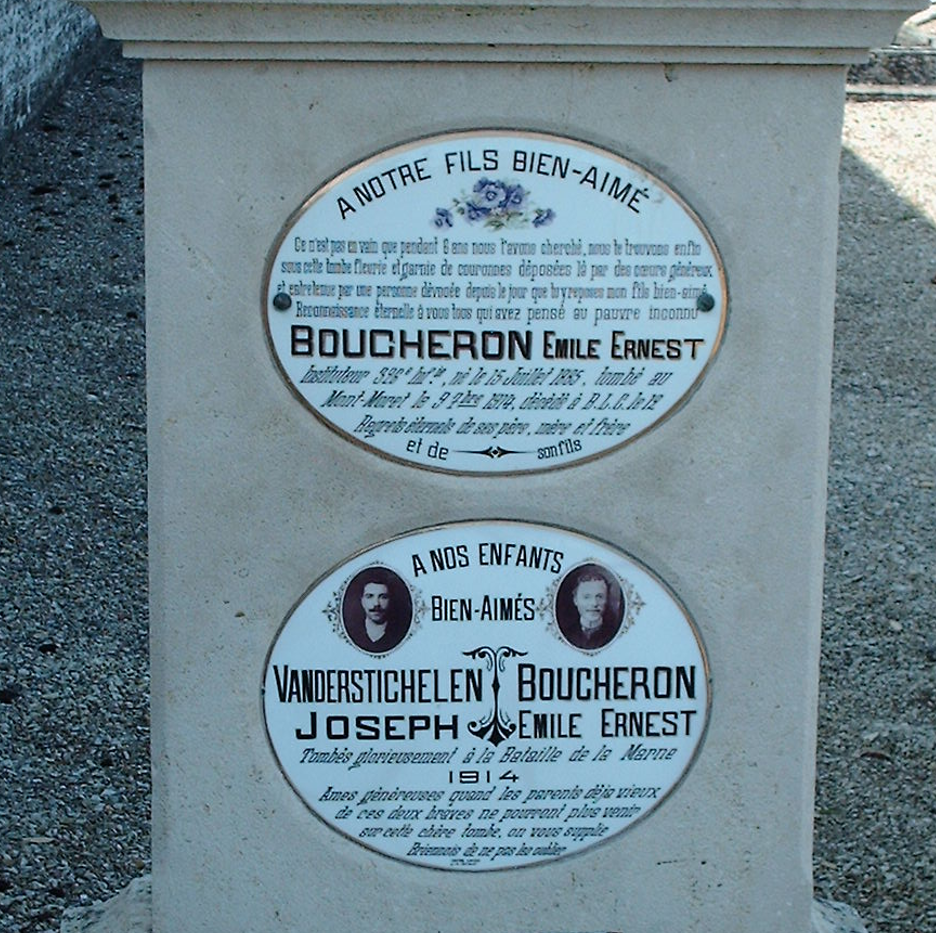 A NOTRE FILS BIEN-AIMÉ
Ce n'est pas en vain que pendant 6 ans nous t'avons cherché, nous te trouvons enfin
sous cette tombe fleurie et garnie de couronnes déposées là par des cœurs généreux
et entretenue par une personne dévouée depuis le jour que tu y reposes mon fils bien-aimé
Reconnaissance éternelle à vous tous qui avez pensé au pauvre inconnu
BOUCHERON EMILE ERNEST
Instituteur 326e Inf.ie, né le 15 Juillet 1885, tombé au
Mont-Moret le 9 7bre 1914, décédé à B.L.C. le 12
Regrets éternels de ses père, mère et frère
et de son fils
A NOS ENFANTS
BIEN-AIMÉS
VANDERSTICHELEN BOUCHERON
JOSEPH EMILE ERNEST
Tombés glorieusement à la Bataille de la Marne
1914
Ames généreuses quand les parents déja vieux
de ces deux braves ne pourront plus venir
sur cette chère tombe, on vous supplie
Briennois de ne pas les oublier